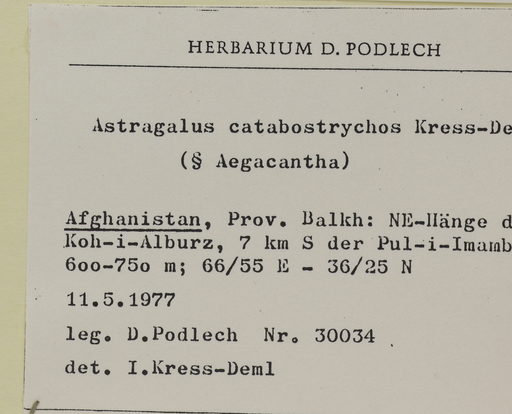 HERBARIUM D. PODLECH
Astragalus catabostrychos Kress-De
(§ Aegacantha)
Afghanistan, Prov. Balkh: NE-Hänge d
Koh-i-Alburz, 7 km S der Pul-i-Imamb
600-750 m; 66/55 E - 36/25 N
11.5.1977
leg. D.Podlech Nr. 30034
det. I.Kress-Deml